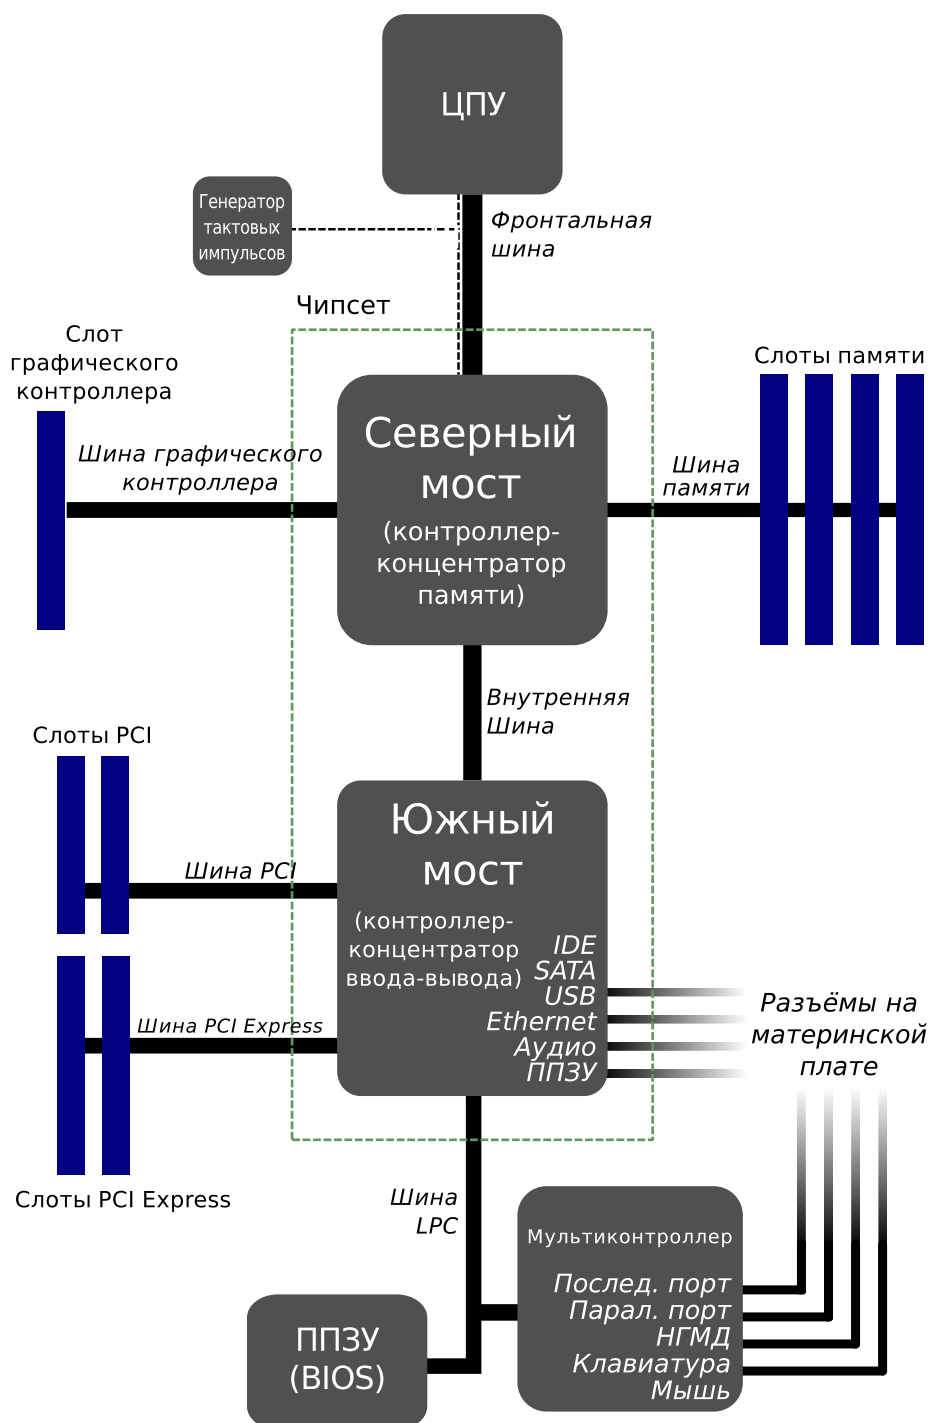 ЦПУ
Генератор
тактовых
импульсов
Фронтальная
шина
Чипсет
Слот
графического
контроллера
Слоты памяти
Шина графического
контроллера
Северный
мост
(контроллер-
концентратор
памяти)
Шина
памяти
Внутренняя
Шина
Слоты PCI
Шина PCI
Южный
мост
(контроллер-
концентратор
ввода-вывода)
IDE
SATA
USB
Ethernet
Аудио
ППЗУ
Разъёмы на
материнской
плате
Шина PCI Express
Слоты PCI Express
Шина
LPC
Мультиконтроллер
Послед. порт
Парал. порт
НГМД
Клавиатура
Мышь
ППЗУ
(BIOS)